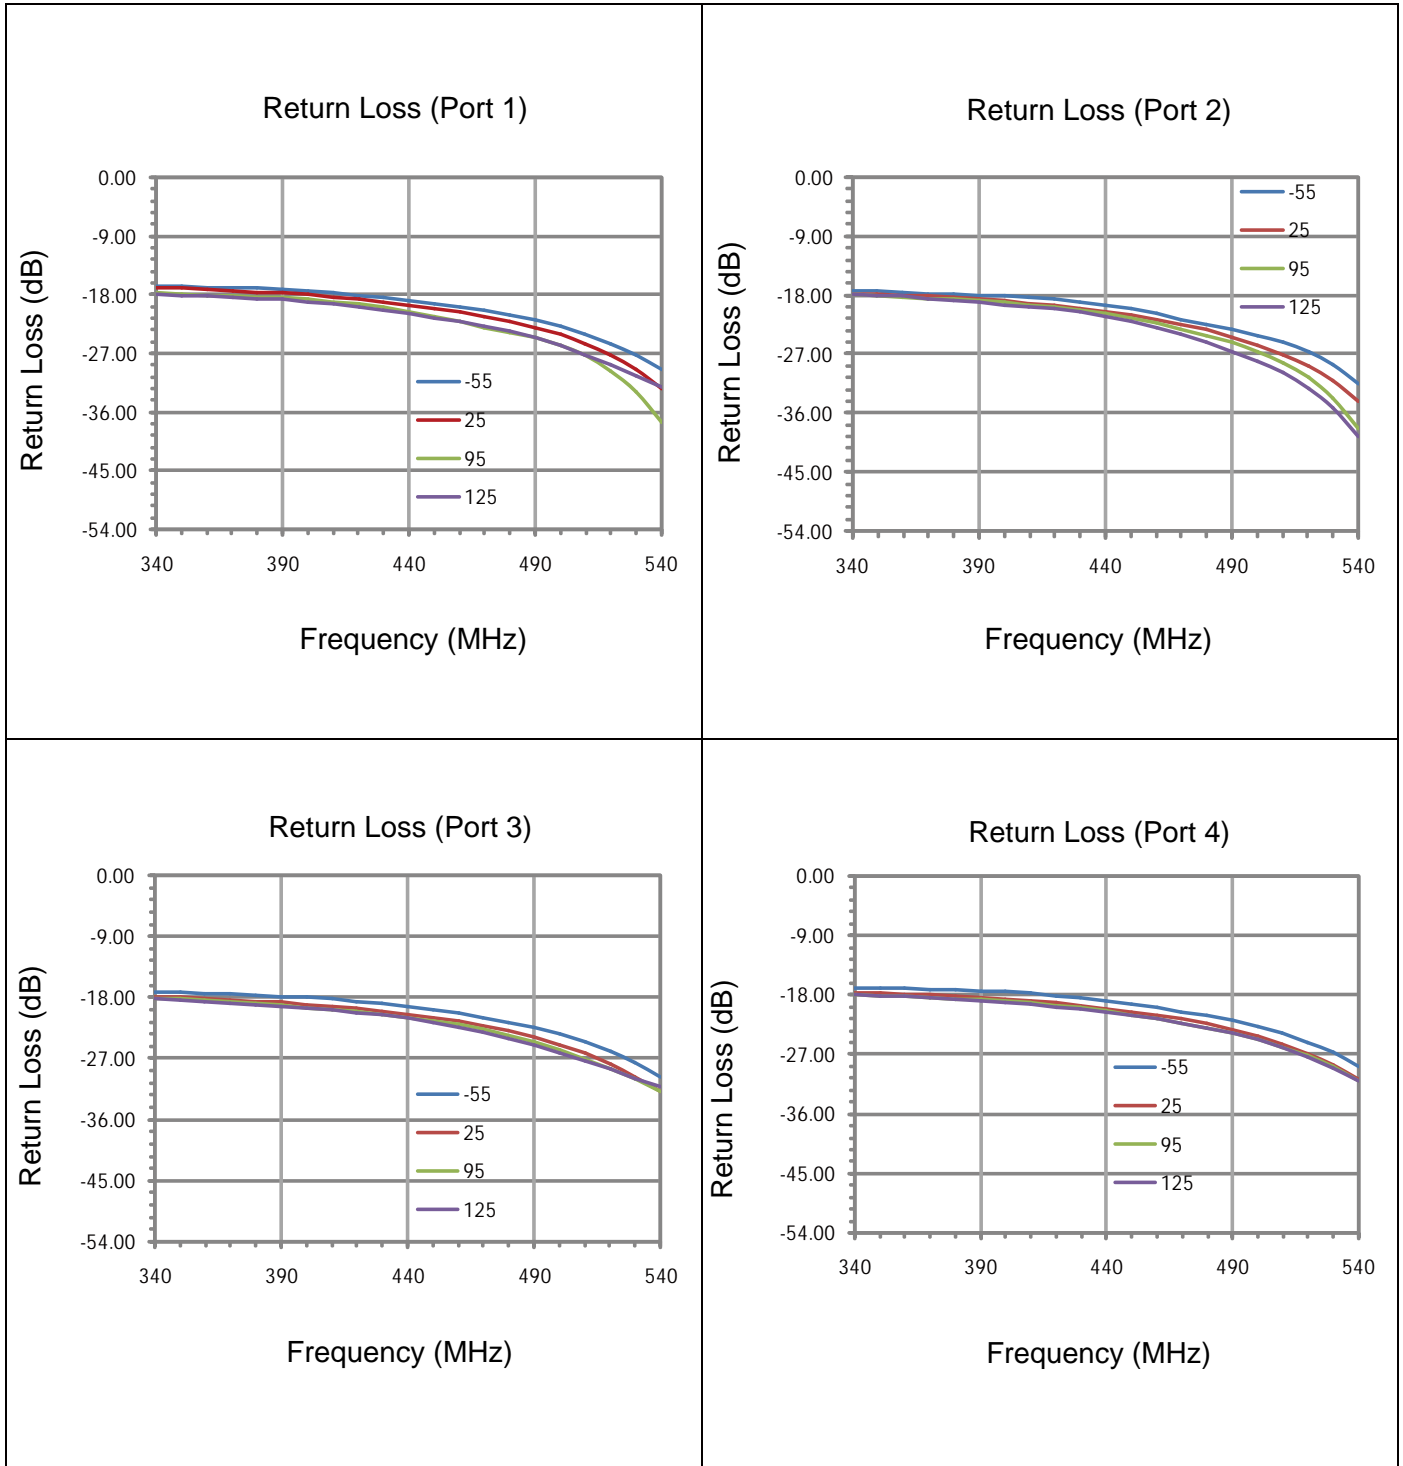 Return Loss (Port 1)
Return Loss (dB)
0.00
-9.00
-18.00
-27.00
-36.00
-45.00
-54.00
-55
25
95
125
340 390 440 490 540
Frequency (MHz)
Return Loss (Port 2)
Return Loss (dB)
0.00
-9.00
-18.00
-27.00
-36.00
-45.00
-54.00
-55
25
95
125
340 390 440 490 540
Frequency (MHz)
Return Loss (Port 3)
Return Loss (dB)
0.00
-9.00
-18.00
-27.00
-36.00
-45.00
-54.00
-55
25
95
125
340 390 440 490 540
Frequency (MHz)
Return Loss (Port 4)
Return Loss (dB)
0.00
-9.00
-18.00
-27.00
-36.00
-45.00
-54.00
-55
25
95
125
340 390 440 490 540
Frequency (MHz)